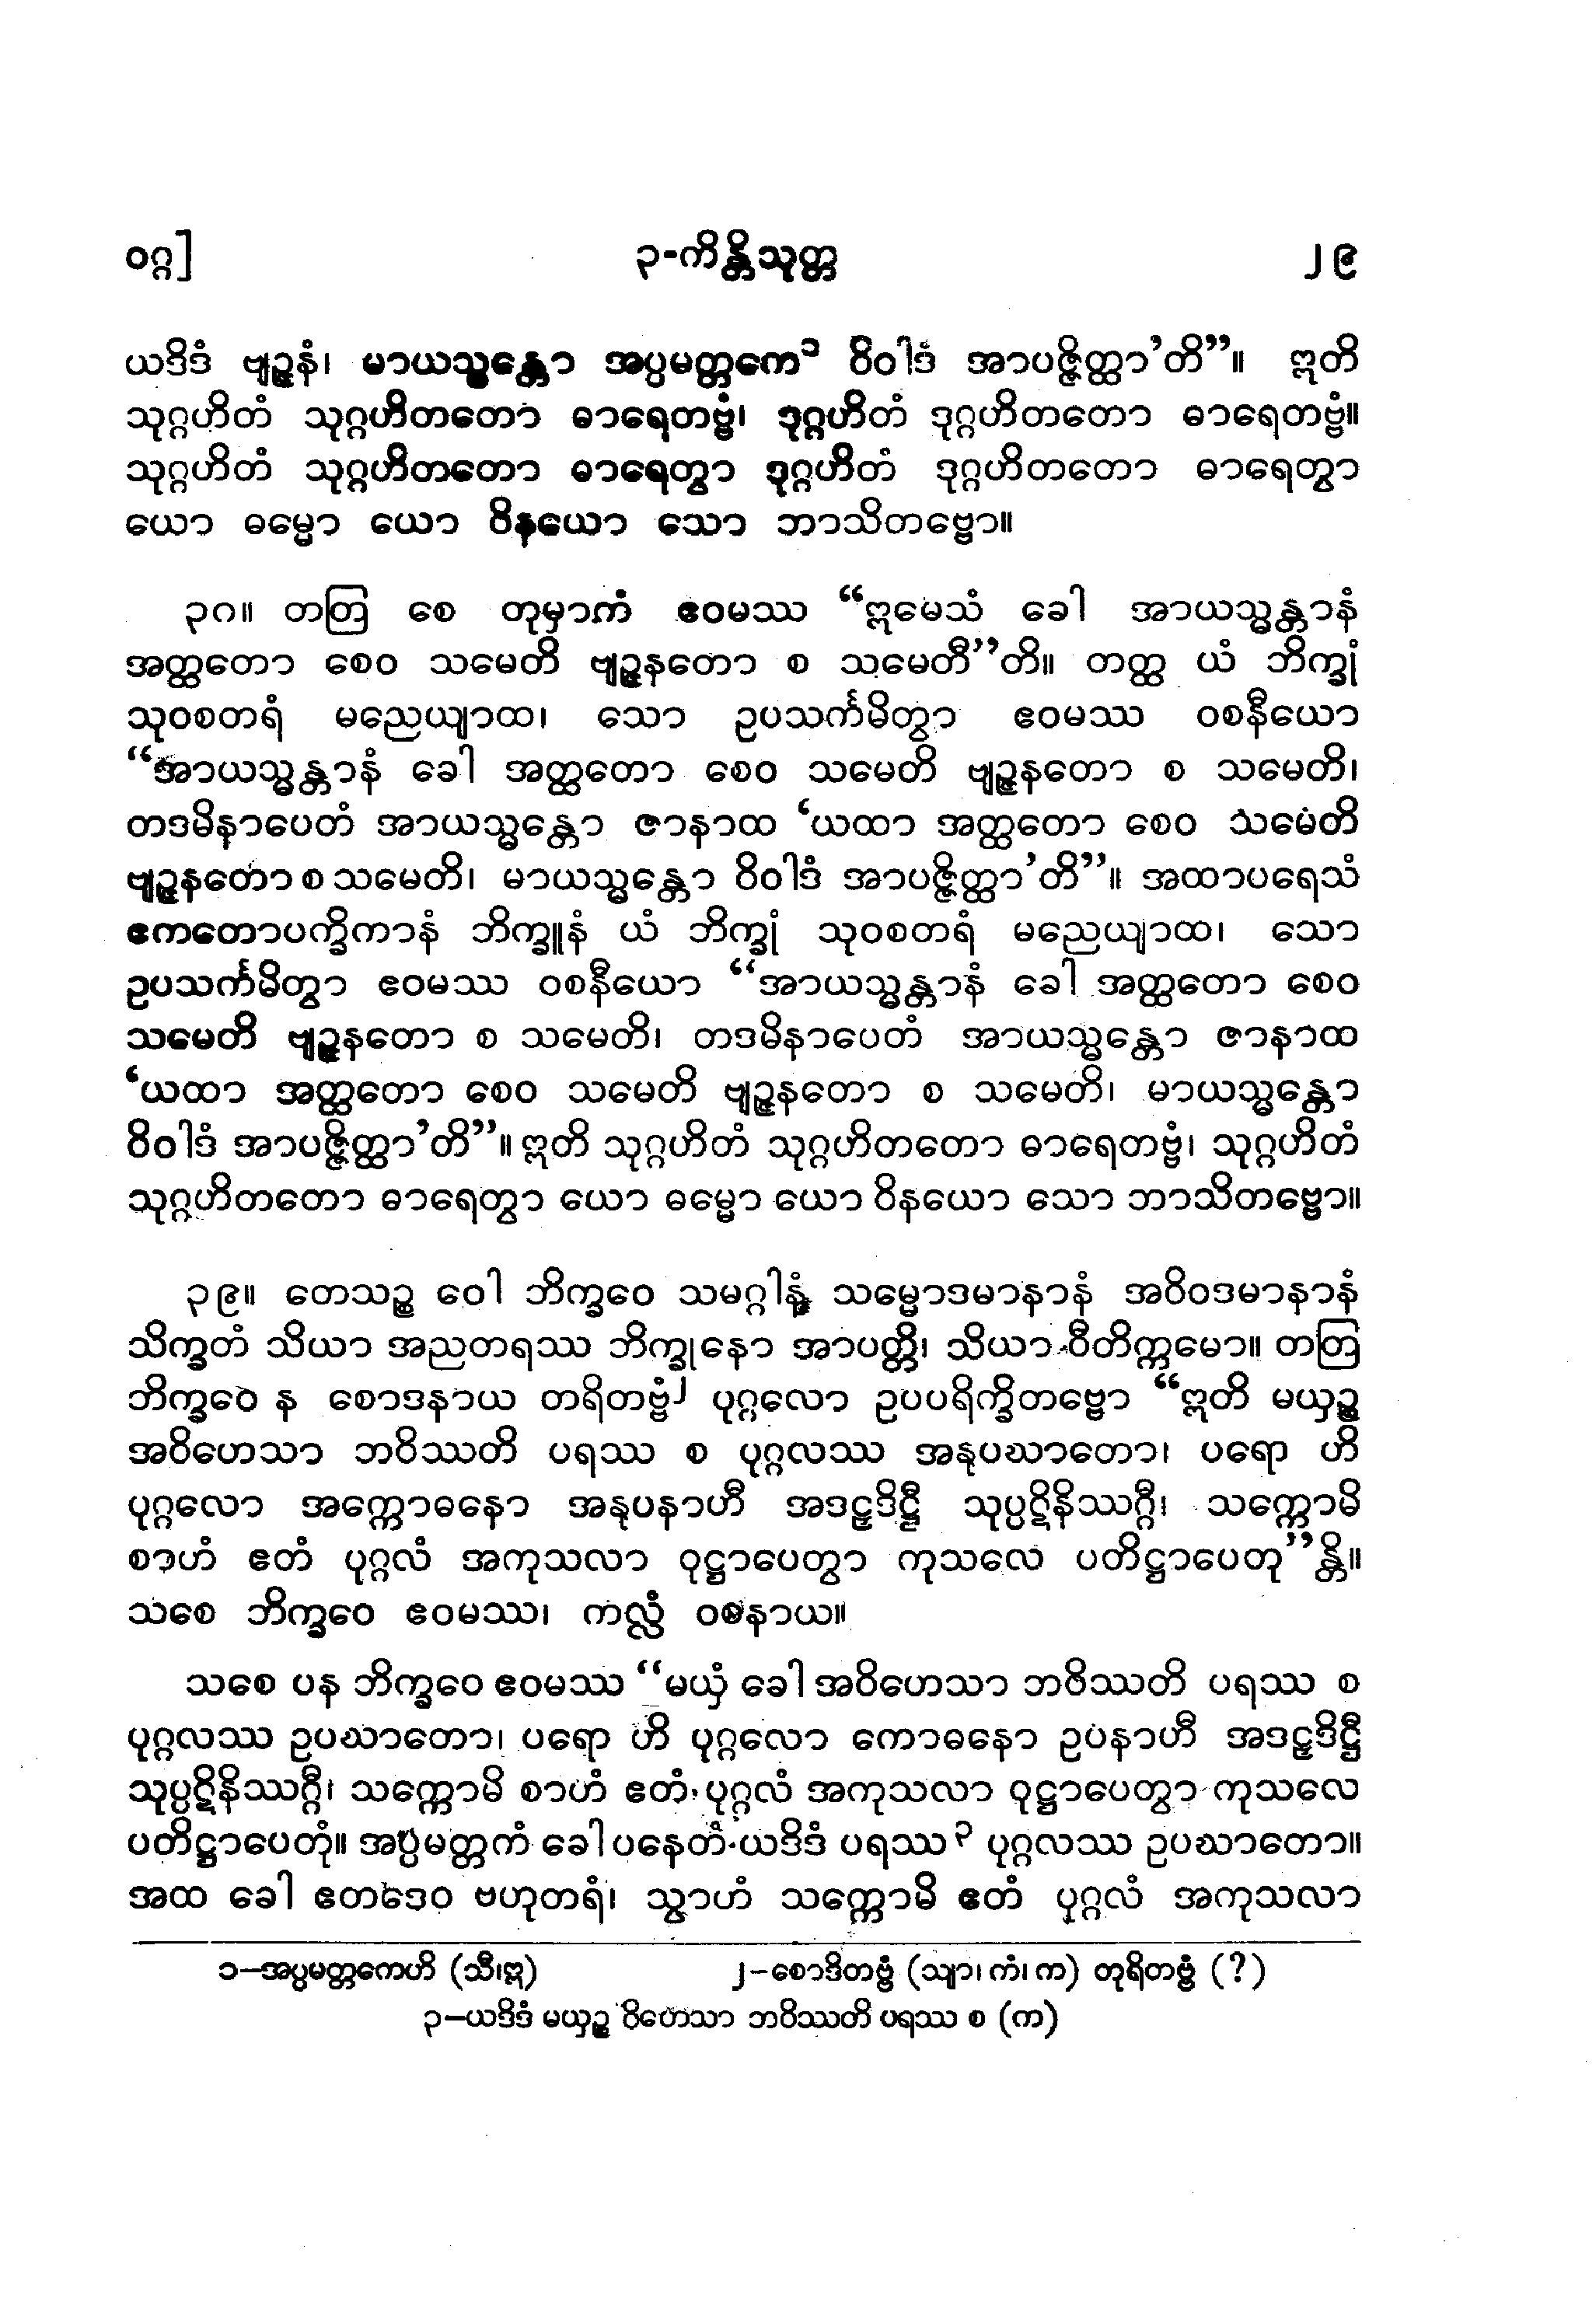 ဝဂ္ဂ] ၃-ကိန္တိသုတ္တ ၂၉
ယဒိဒံ ဗျဉ္ဇနံ၊ မာယသ္မန္တော အပ္ပမတ္တကေ၁ ဝိဝါဒံ အာပဇ္ဇိတ္ထာ’တိ”။ ဣတိ
သုဂ္ဂဟိတံ သုဂ္ဂဟိတတော ဓာရေတဗ္ဗံ၊ ဒုဂ္ဂဟိတံ ဒုဂ္ဂဟိတတော ဓာရေတဗ္ဗံ။
သုဂ္ဂဟိတံ သုဂ္ဂဟိတတော ဓာရေတွာ ဒုဂ္ဂဟိတံ ဒုဂ္ဂဟိတတော ဓာရေတွာ
ယော ဓမ္မော ယော ဝိနယော သော ဘာသိတဗ္ဗော။
၃ဂ။ တတြ စေ တုမှာကံ ဧဝမဿ “ဣမေသံ ခေါ အာယသ္မန္တာနံ
အတ္ထတော စေဝ သမေတိ ဗျဉ္ဇနတော စ သမေတီ”တိ။ တတ္ထ ယံ ဘိက္ခုံ
သုဝစတရံ မညေယျာထ၊ သော ဥပသင်္ကမိတွာ ဧဝမဿ ဝစနီယော
“အာယသ္မန္တာနံ ခေါ အတ္ထတော စေဝ သမေတိ ဗျဉ္ဇနတော စ သမေတိ၊
တဒမိနာပေတံ အာယသ္မန္တော ဇာနာထ ‘ယထာ အတ္ထတော စေဝ သမေတိ
ဗျဉ္ဇနတော စ သမေတိ၊ မာယသ္မန္တော ဝိဝါဒံ အာပဇ္ဇိတ္ထာ’တိ”။ အထာပရေသံ
ဧကတောပက္ခိကာနံ ဘိက္ခူနံ ယံ ဘိက္ခုံ သုဝစတရံ မညေယျာထ၊ သော
ဥပသင်္ကမိတွာ ဧဝမဿ ဝစနီယော “အာယသ္မန္တာနံ ခေါ အတ္ထတော စေဝ
သမေတိ ဗျဉ္ဇနတော စ သမေတိ၊ တဒမိနာပေတံ အာယသ္မန္တော ဇာနာထ
‘ယထာ အတ္ထတော စေဝ သမေတိ ဗျဉ္ဇနတော စ သမေတိ၊ မာယသ္မန္တော
ဝိဝါဒံ အာပဇ္ဇိတ္ထာ’တိ”။ ဣတိ သုဂ္ဂဟိတံ သုဂ္ဂဟိတတော ဓာရေတဗ္ဗံ၊ သုဂ္ဂဟိတံ
သုဂ္ဂဟိတတော ဓာရေတွာ ယော ဓမ္မော ယော ဝိနယော သော ဘာသိတဗ္ဗော။
၃၉။ တေသဉ္စ ဝေါ ဘိက္ခဝေ သမဂ္ဂါနံ သမ္မောဒမာနာနံ အဝိဝဒမာနာနံ
သိက္ခတံ သိယာ အညတရဿ ဘိက္ခုနော အာပတ္တိ၊ သိယာ ဝီတိက္ကမော။ တတြ
ဘိက္ခဝေ န စောဒနာယ တရိတဗ္ဗံ၂ ပုဂ္ဂလော ဥပပရိက္ခိတဗ္ဗော “ဣတိ မယှဉ္စ
အဝိဟေသာ ဘဝိဿတိ ပရဿ စ ပုဂ္ဂလဿ အနုပဃာတော၊ ပရော ဟိ
ပုဂ္ဂလော အက္ကောဓနော အနုပနာဟီ အဒဠှဒိဋ္ဌီ သုပ္ပဋိနိဿဂ္ဂီ၊ သက္ကောမိ
စာဟံ ဧတံ ပုဂ္ဂလံ အကုသလာ ဝုဋ္ဌာပေတွာ ကုသလေ ပတိဋ္ဌာပေတု”န္တိ။
သစေ ဘိက္ခဝေ ဧဝမဿ၊ ကလ္လံ ဝစနာယ။
သစေ ပန ဘိက္ခဝေ ဧဝမဿ “မယှံ ခေါ အဝိဟေသာ ဘဝိဿတိ ပရဿ စ
ပုဂ္ဂလဿ ဥပဃာတော၊ ပရော ဟိ ပုဂ္ဂလော ကောဓနော ဥပနာဟီ အဒဠှဒိဋ္ဌီ
သုပ္ပဋိနိဿဂ္ဂီ၊ သက္ကောမိ စာဟံ ဧတံ ပုဂ္ဂလံ အကုသလာ ဝုဋ္ဌာပေတွာ ကုသလေ
ပတိဋ္ဌာပေတုံ။ အပ္ပမတ္တကံ ခေါ ပနေတံ ယဒိဒံ ပရဿ၃ ပုဂ္ဂလဿ ဥပဃာတော။
အထ ခေါ ဧတဒေဝ ဗဟုတရံ၊ သွာဟံ သက္ကောမိ ဧတံ ပုဂ္ဂလံ အကုသလာ
၁–အပ္ပမတ္တကေဟိ (သီ၊ဣ) ၂–စောဒိတဗ္ဗံ (သျာ၊ ကံ၊ က) တုရိတဗ္ဗံ (?)
၃–ယဒိဒံ မယှဉ္စ ဝိဟေသာ ဘဝိဿတိ ပရဿ စ (က)